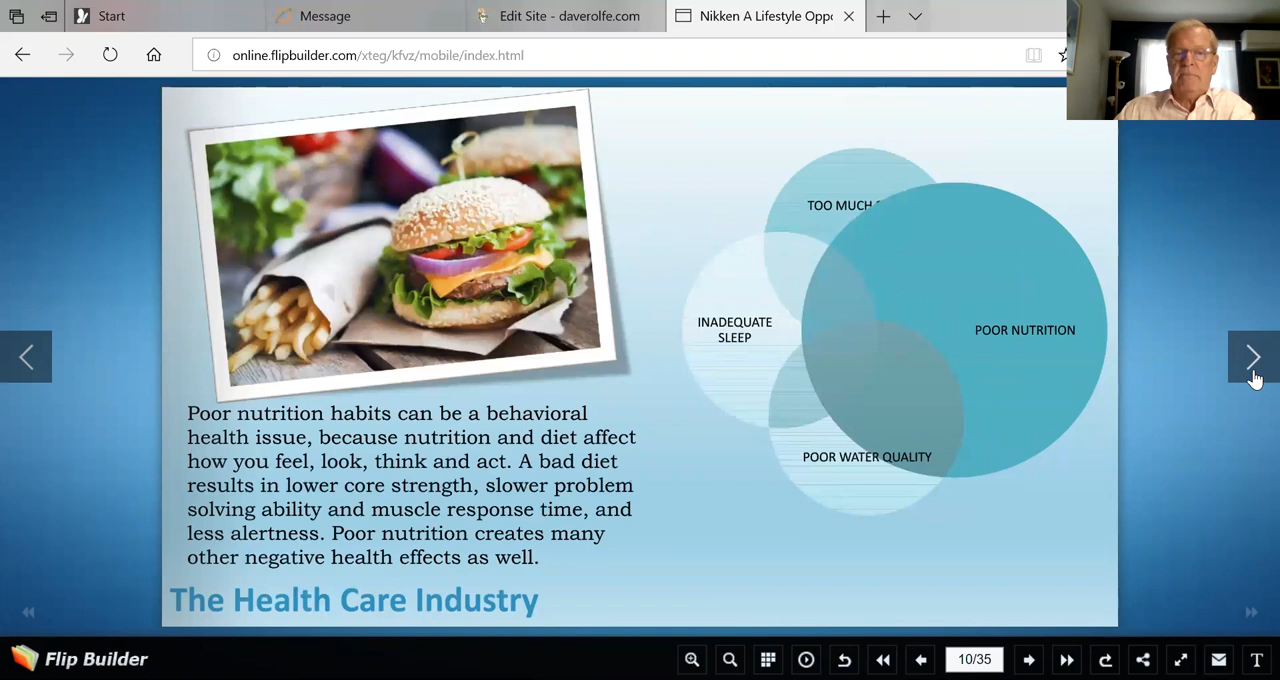 Start
Message
Edit Site - daverolfe.com
Nikken A Lifestyle Oppo
online.flipbuilder.com/xteg/kfvz/mobile/index.html
TOO MUCH
INADEQUATE
SLEEP
POOR NUTRITION
POOR WATER QUALITY
Poor nutrition habits can be a behavioral
health issue, because nutrition and diet affect
how you feel, look, think and act. A bad diet
results in lower core strength, slower problem
solving ability and muscle response time, and
less alertness. Poor nutrition creates many
other negative health effects as well.
The Health Care Industry
Flip Builder
10/35
T